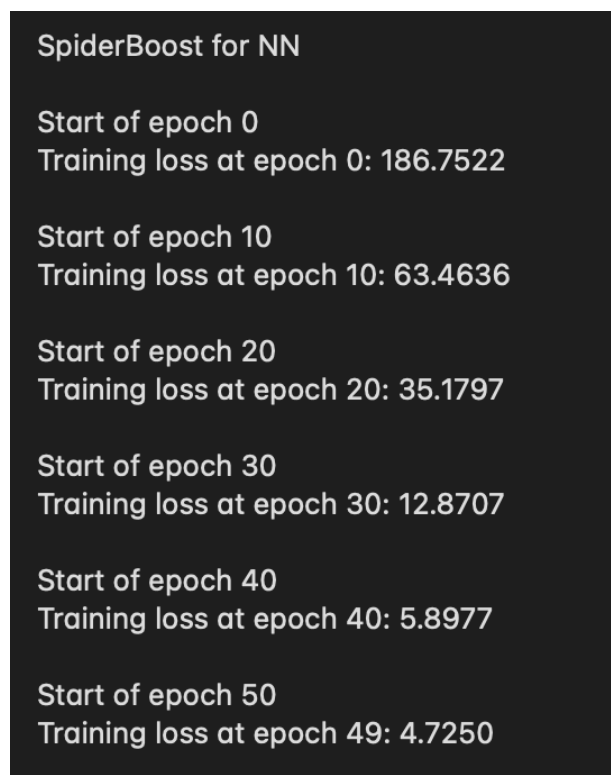 SpiderBoost for NN
Start of epoch 0
Training loss at epoch 0: 186.7522
Start of epoch 10
Training loss at epoch 10: 63.4636
Start of epoch 20
Training loss at epoch 20: 35.1797
Start of epoch 30
Training loss at epoch 30: 12.8707
Start of epoch 40
Training loss at epoch 40: 5.8977
Start of epoch 50
Training loss at epoch 49: 4.7250